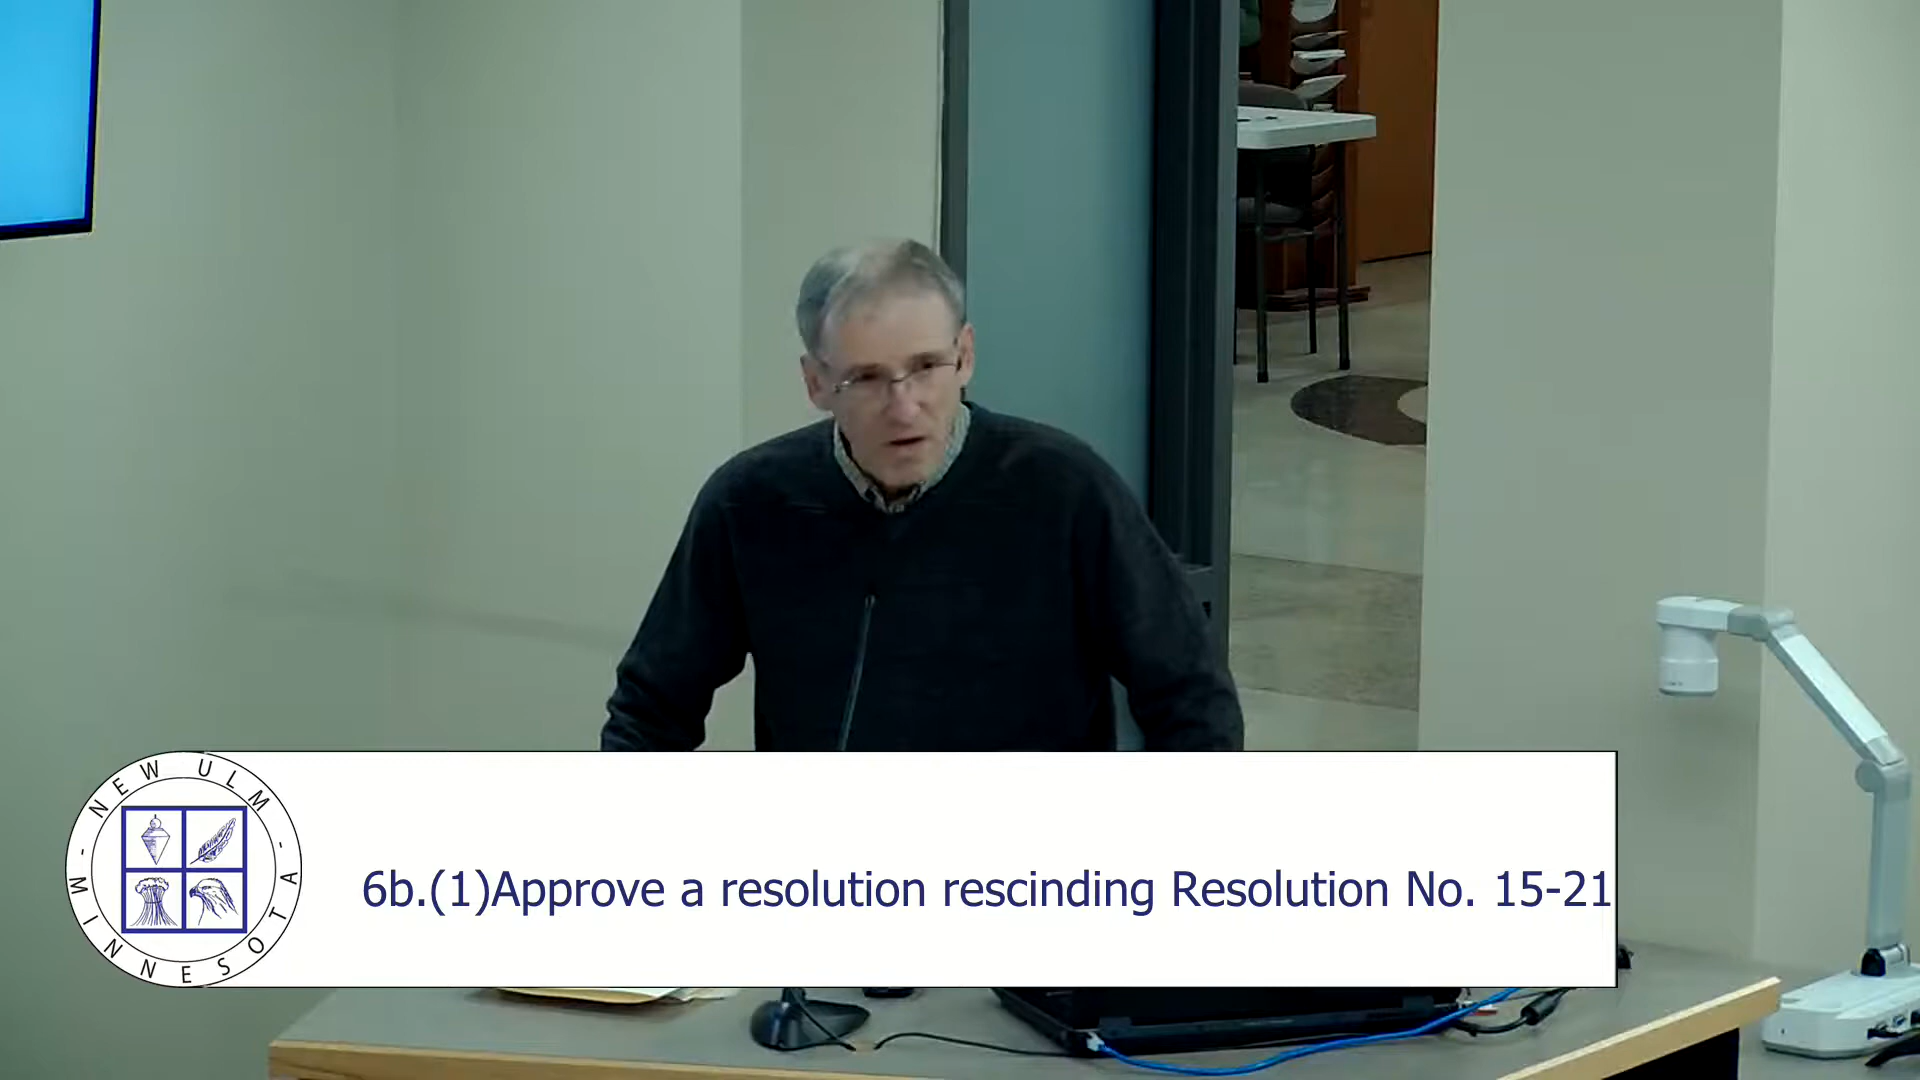 NEW ULM
- MINNESOTA -
6b.(1)Approve a resolution rescinding Resolution No. 15-21